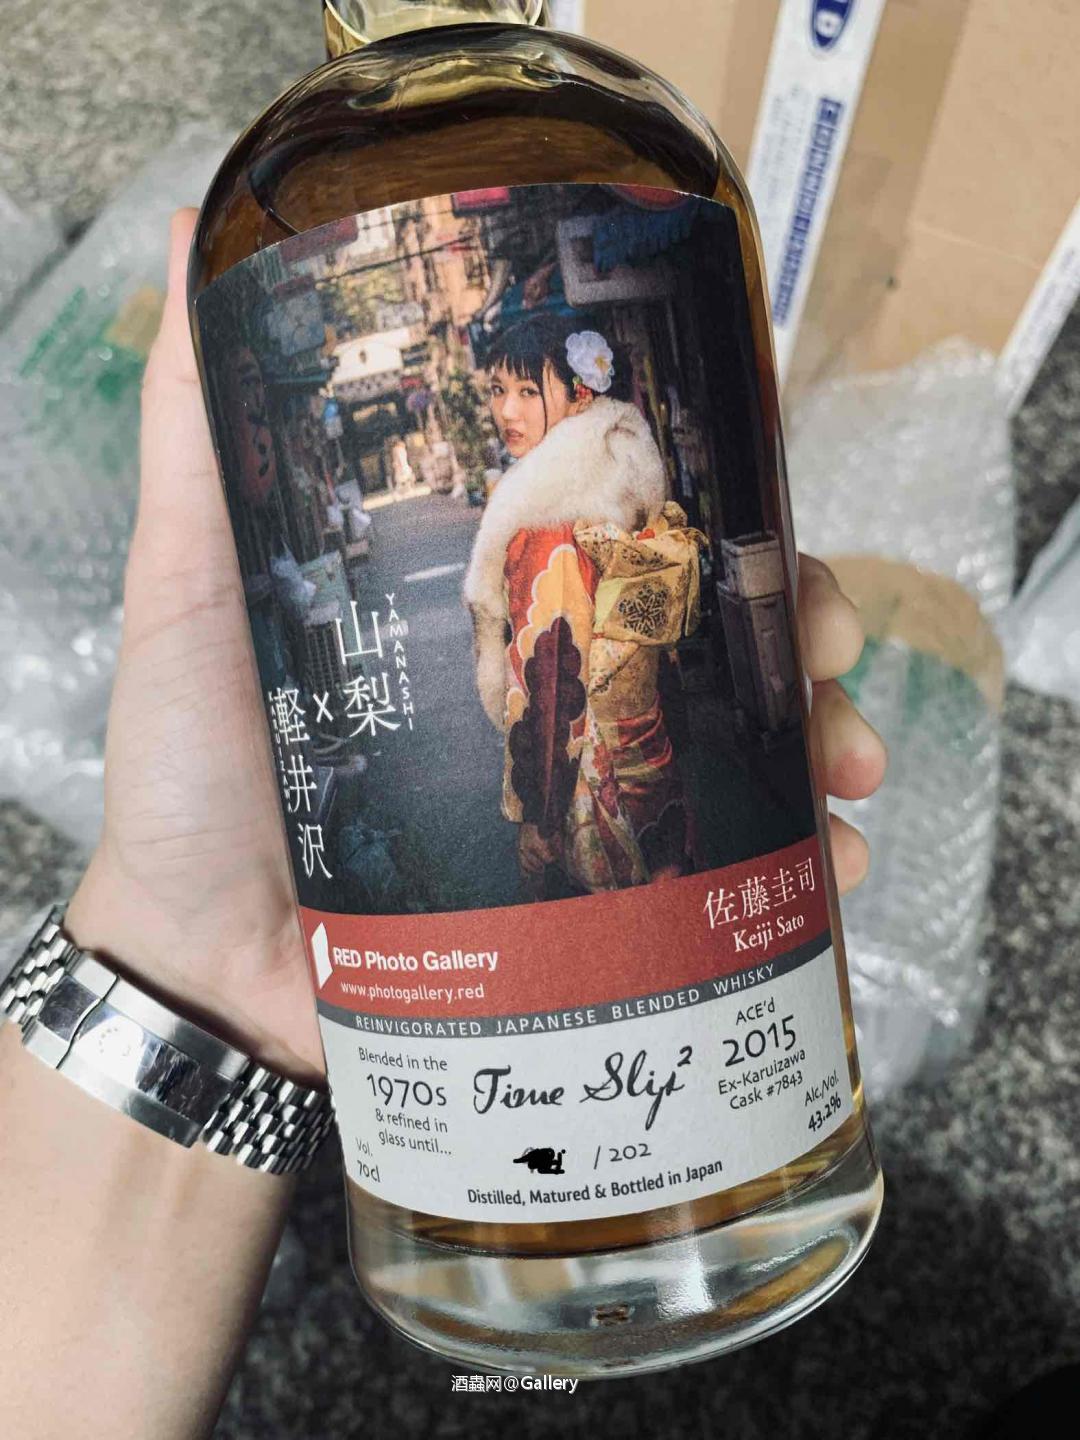 山梨
YAMANASHI
×
軽井沢
佐藤圭司
Keiji Sato
RED Photo Gallery
www.photogallery.red
REINVIGORATED JAPANESE BLENDED WHISKY
Blended in the
1970s
& refined in
glass until...
Vol.
70cl
Time Slip²
/ 202
Distilled, Matured & Bottled in Japan
ACE'd
2015
Ex-Karuizawa
Cask #7843
Alc./Vol.
43.2%
酒蟲网@Gallery